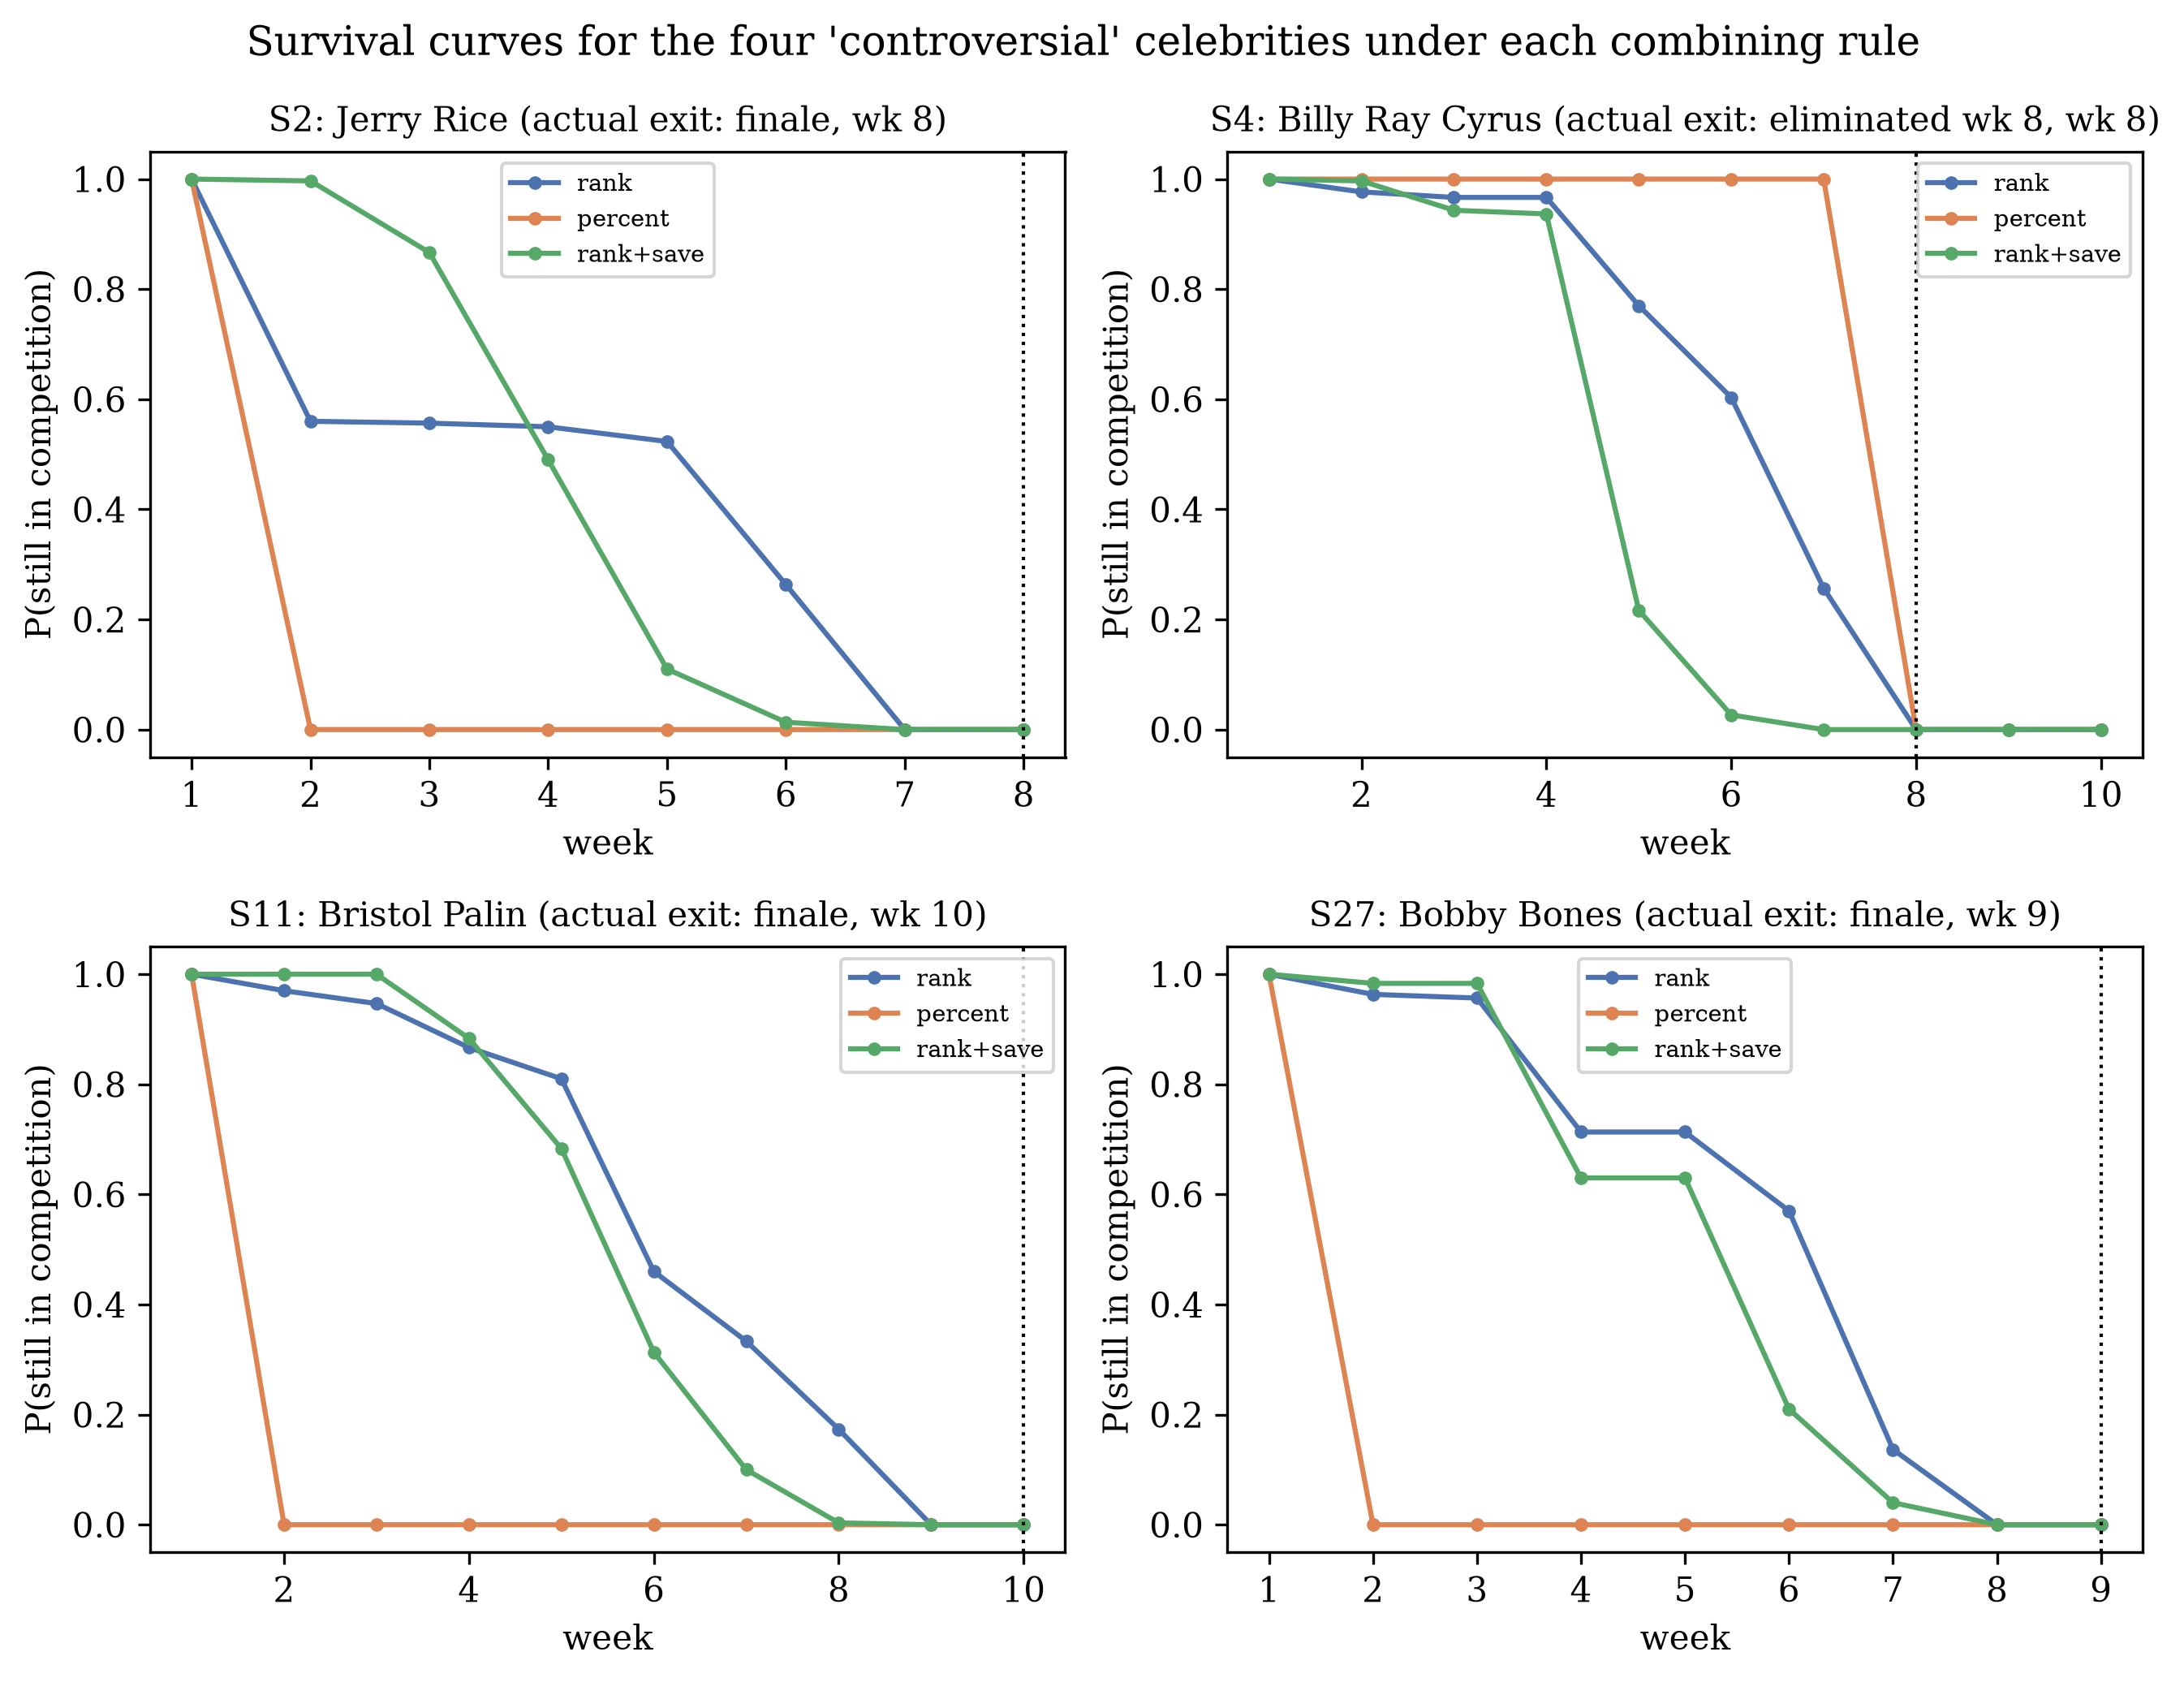 Survival curves for the four 'controversial' celebrities under each combining rule
S2: Jerry Rice (actual exit: finale, wk 8)
P(still in competition)
1.0
0.8
0.6
0.4
0.2
0.0
rank
percent
rank+save
1 2 3 4 5 6 7 8
week
S4: Billy Ray Cyrus (actual exit: eliminated wk 8, wk 8)
P(still in competition)
1.0
0.8
0.6
0.4
0.2
0.0
rank
percent
rank+save
2 4 6 8 10
week
S11: Bristol Palin (actual exit: finale, wk 10)
P(still in competition)
1.0
0.8
0.6
0.4
0.2
0.0
rank
percent
rank+save
2 4 6 8 10
week
S27: Bobby Bones (actual exit: finale, wk 9)
P(still in competition)
1.0
0.8
0.6
0.4
0.2
0.0
rank
percent
rank+save
1 2 3 4 5 6 7 8 9
week